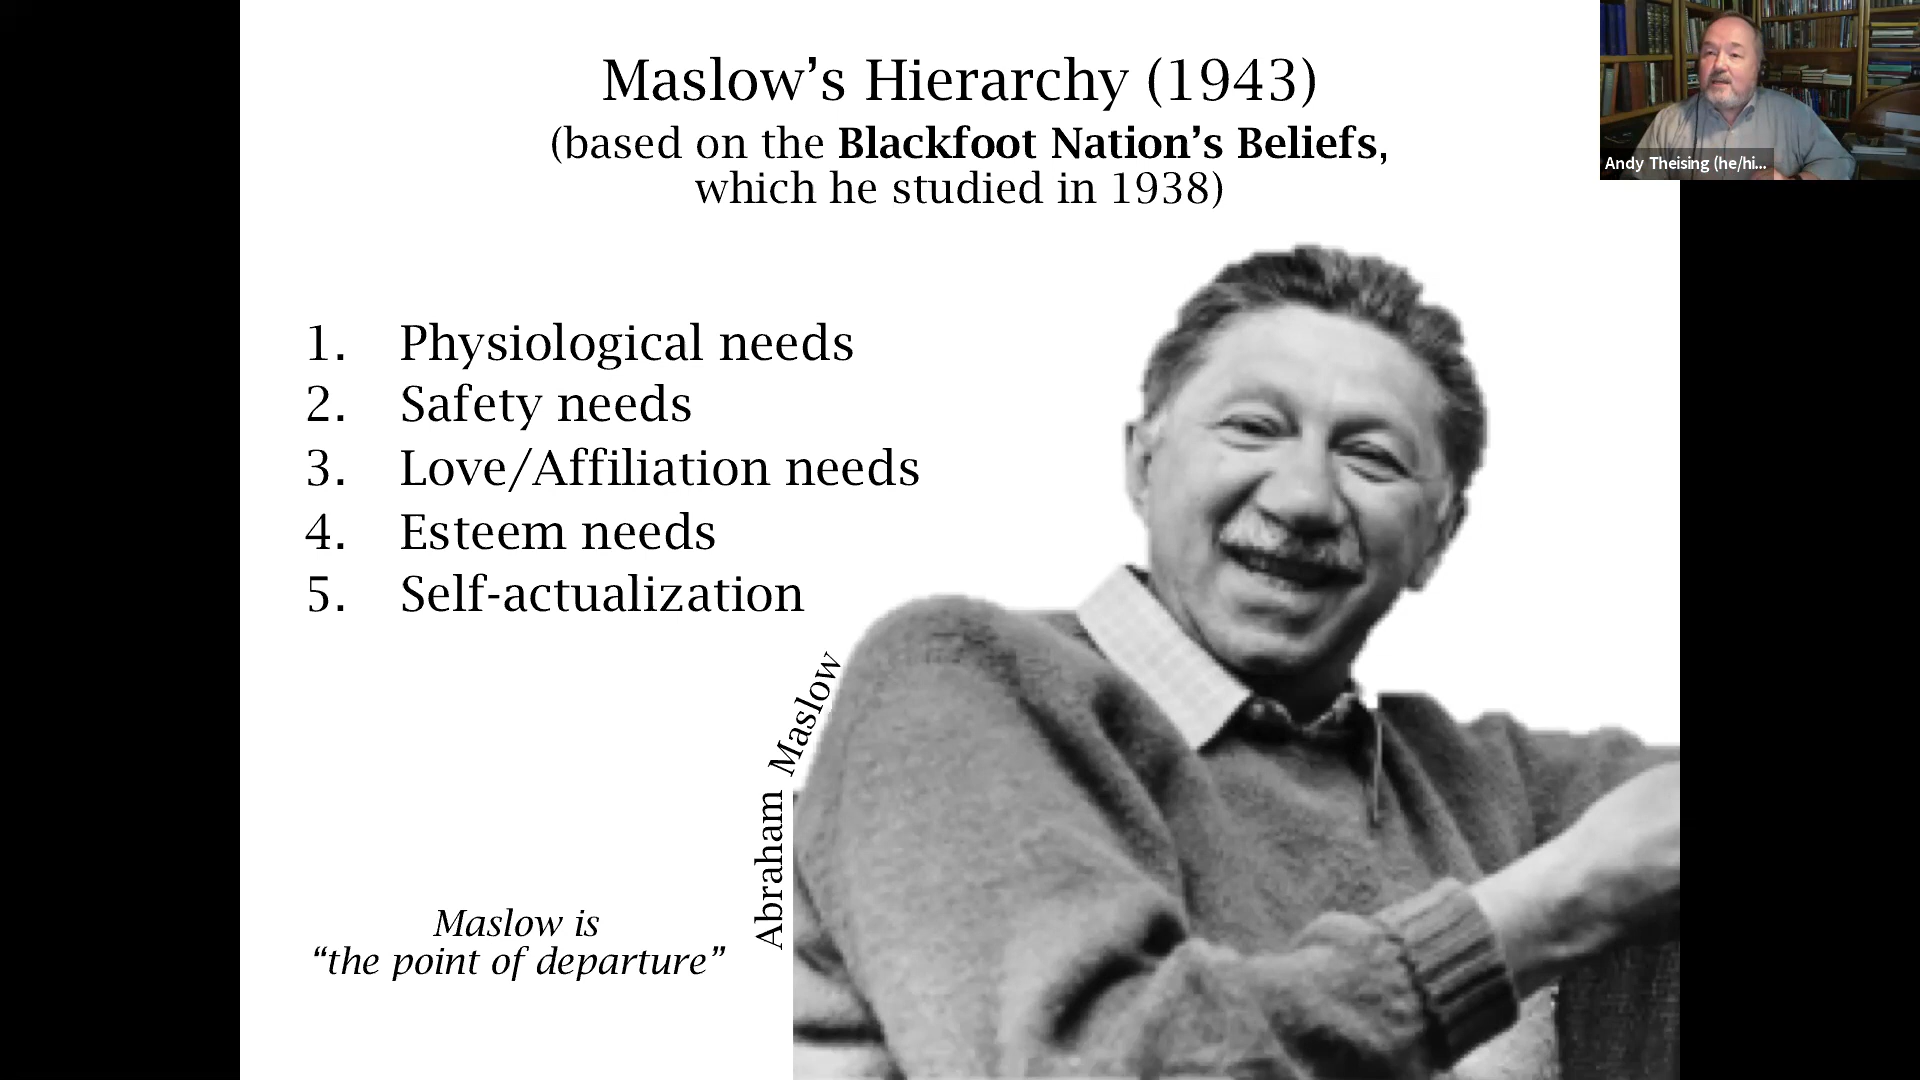 Maslow’s Hierarchy (1943)
(based on the Blackfoot Nation’s Beliefs,
which he studied in 1938)
Andy Theising (he/hi...
1. Physiological needs
2. Safety needs
3. Love/Affiliation needs
4. Esteem needs
5. Self-actualization
Abraham Maslow
Maslow is
“the point of departure”